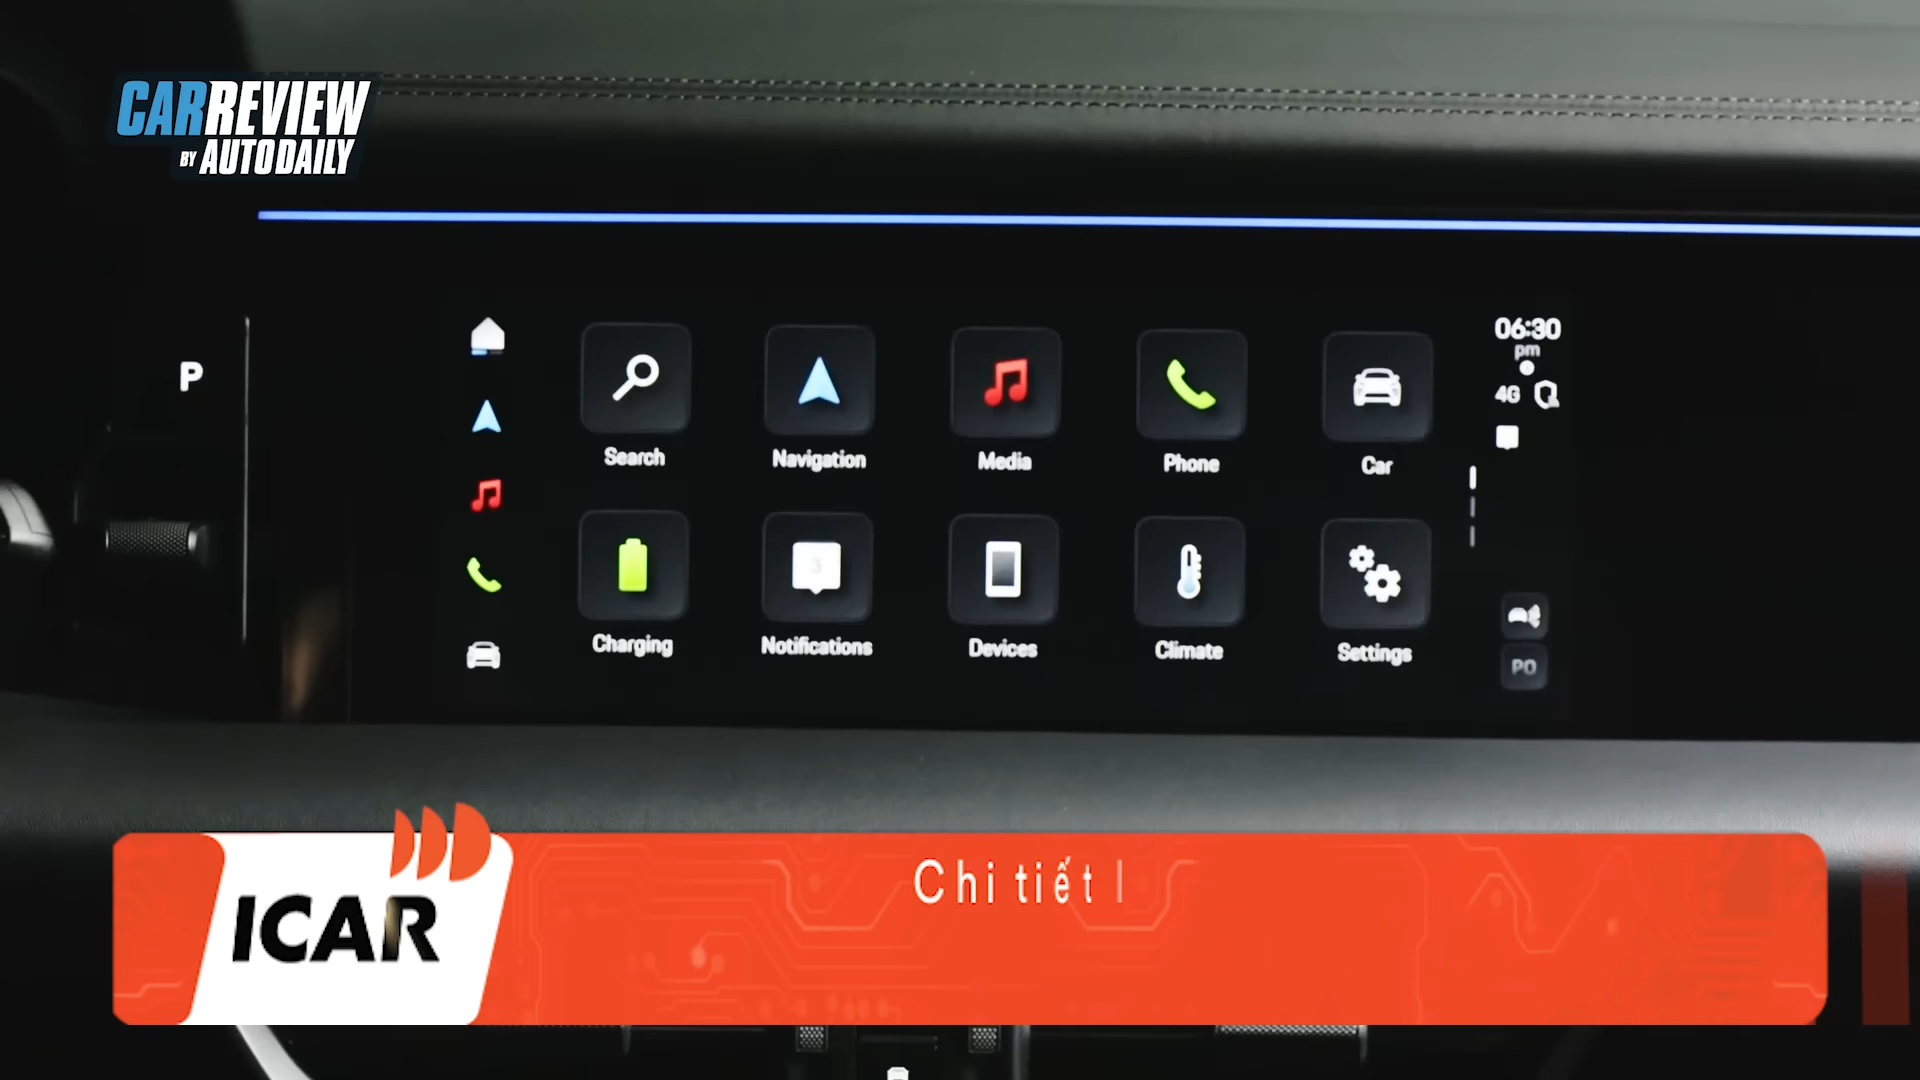 CARREVIEW
BY AUTODAILY
P
06:30
pm
4G
Search
Navigation
Media
Phone
Car
3
Charging
Notifications
Devices
Climate
Settings
PO
ICAR
Chi tiết l